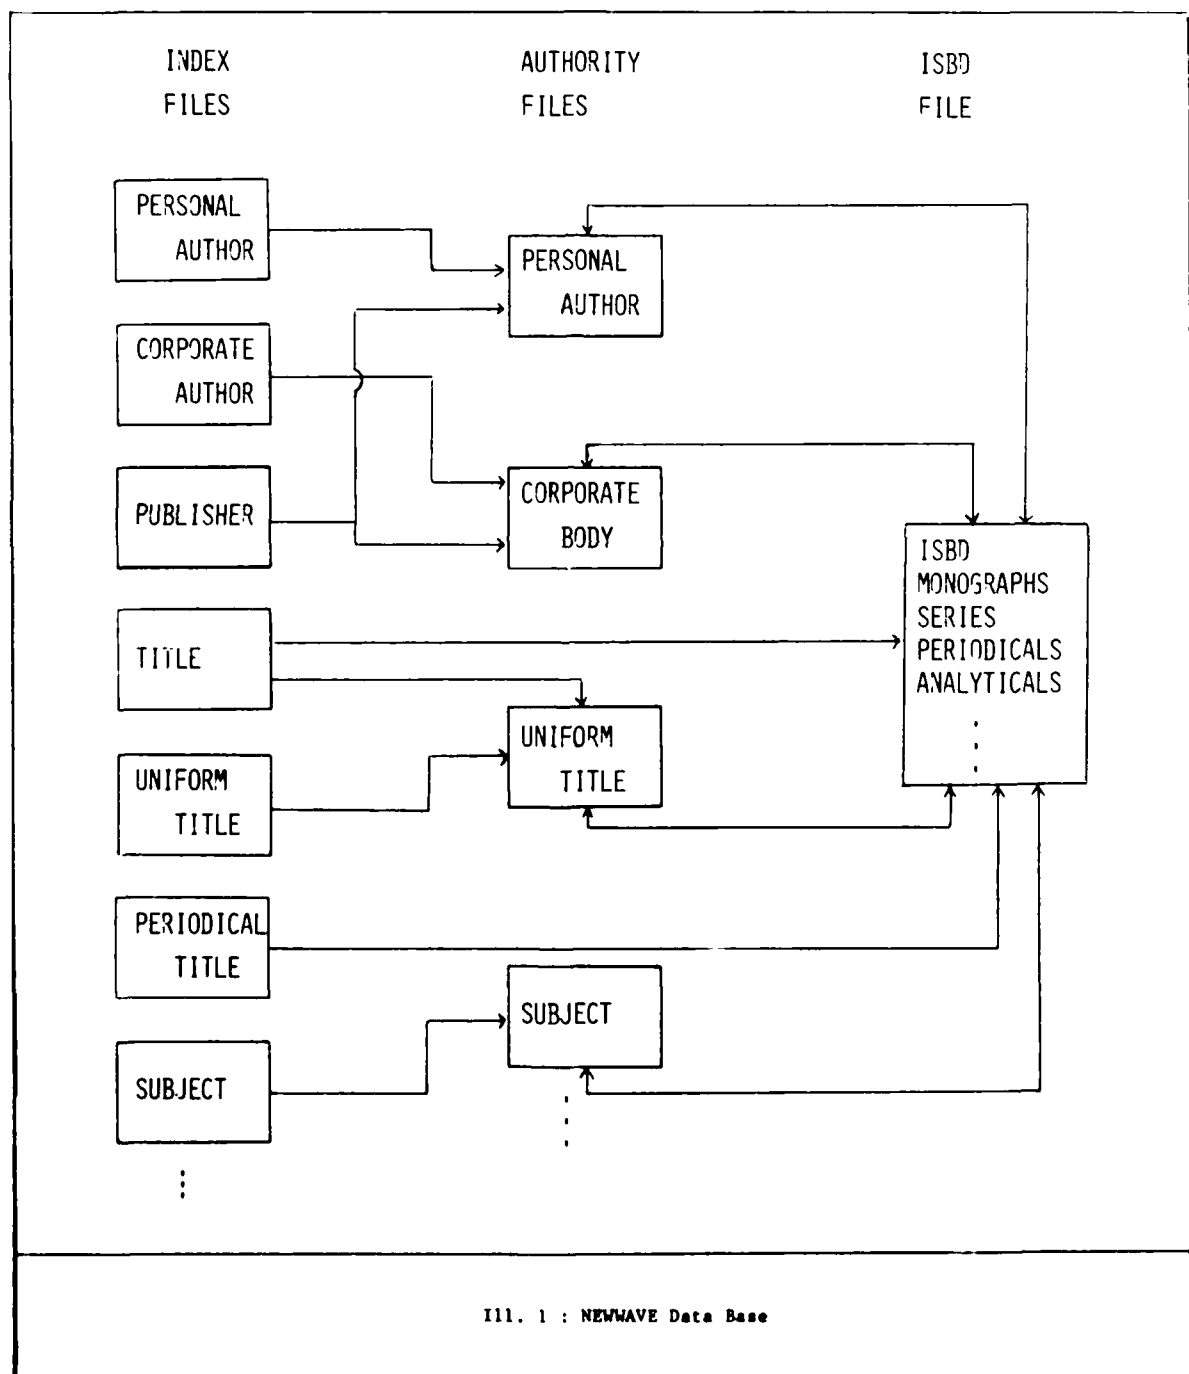 INDEX
FILES
AUTHORITY
FILES
ISBD
FILE
PERSONAL
AUTHOR
CORPORATE
AUTHOR
PUBLISHER
TITLE
UNIFORM
TITLE
PERIODICAL
TITLE
SUBJECT
PERSONAL
AUTHOR
CORPORATE
BODY
UNIFORM
TITLE
SUBJECT
ISBD
MONOGRAPHS
SERIES
PERIODICALS
ANALYTICALS
Ill. 1 : NEWWAVE Data Base